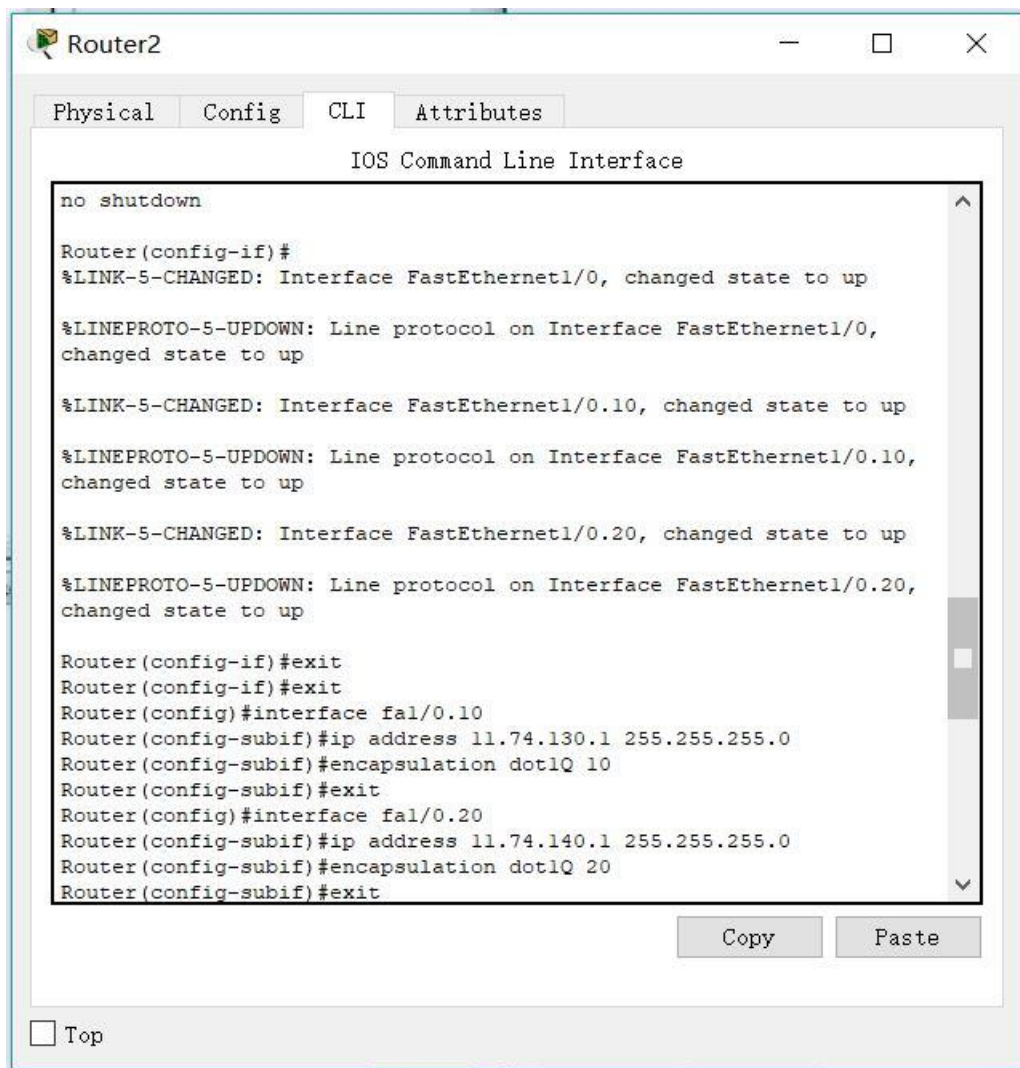 Router2
Physical Config CLI Attributes
IOS Command Line Interface
no shutdown
Router(config-if)#
%LINK-5-CHANGED: Interface FastEthernet1/0, changed state to up
%LINEPROTO-5-UPDOWN: Line protocol on Interface FastEthernet1/0,
changed state to up
%LINK-5-CHANGED: Interface FastEthernet1/0.10, changed state to up
%LINEPROTO-5-UPDOWN: Line protocol on Interface FastEthernet1/0.10,
changed state to up
%LINK-5-CHANGED: Interface FastEthernet1/0.20, changed state to up
%LINEPROTO-5-UPDOWN: Line protocol on Interface FastEthernet1/0.20,
changed state to up
Router(config-if)#exit
Router(config-if)#exit
Router(config)#interface fa1/0.10
Router(config-subif)#ip address 11.74.130.1 255.255.255.0
Router(config-subif)#encapsulation dot1Q 10
Router(config-subif)#exit
Router(config)#interface fa1/0.20
Router(config-subif)#ip address 11.74.140.1 255.255.255.0
Router(config-subif)#encapsulation dot1Q 20
Router(config-subif)#exit
Copy Paste
Top